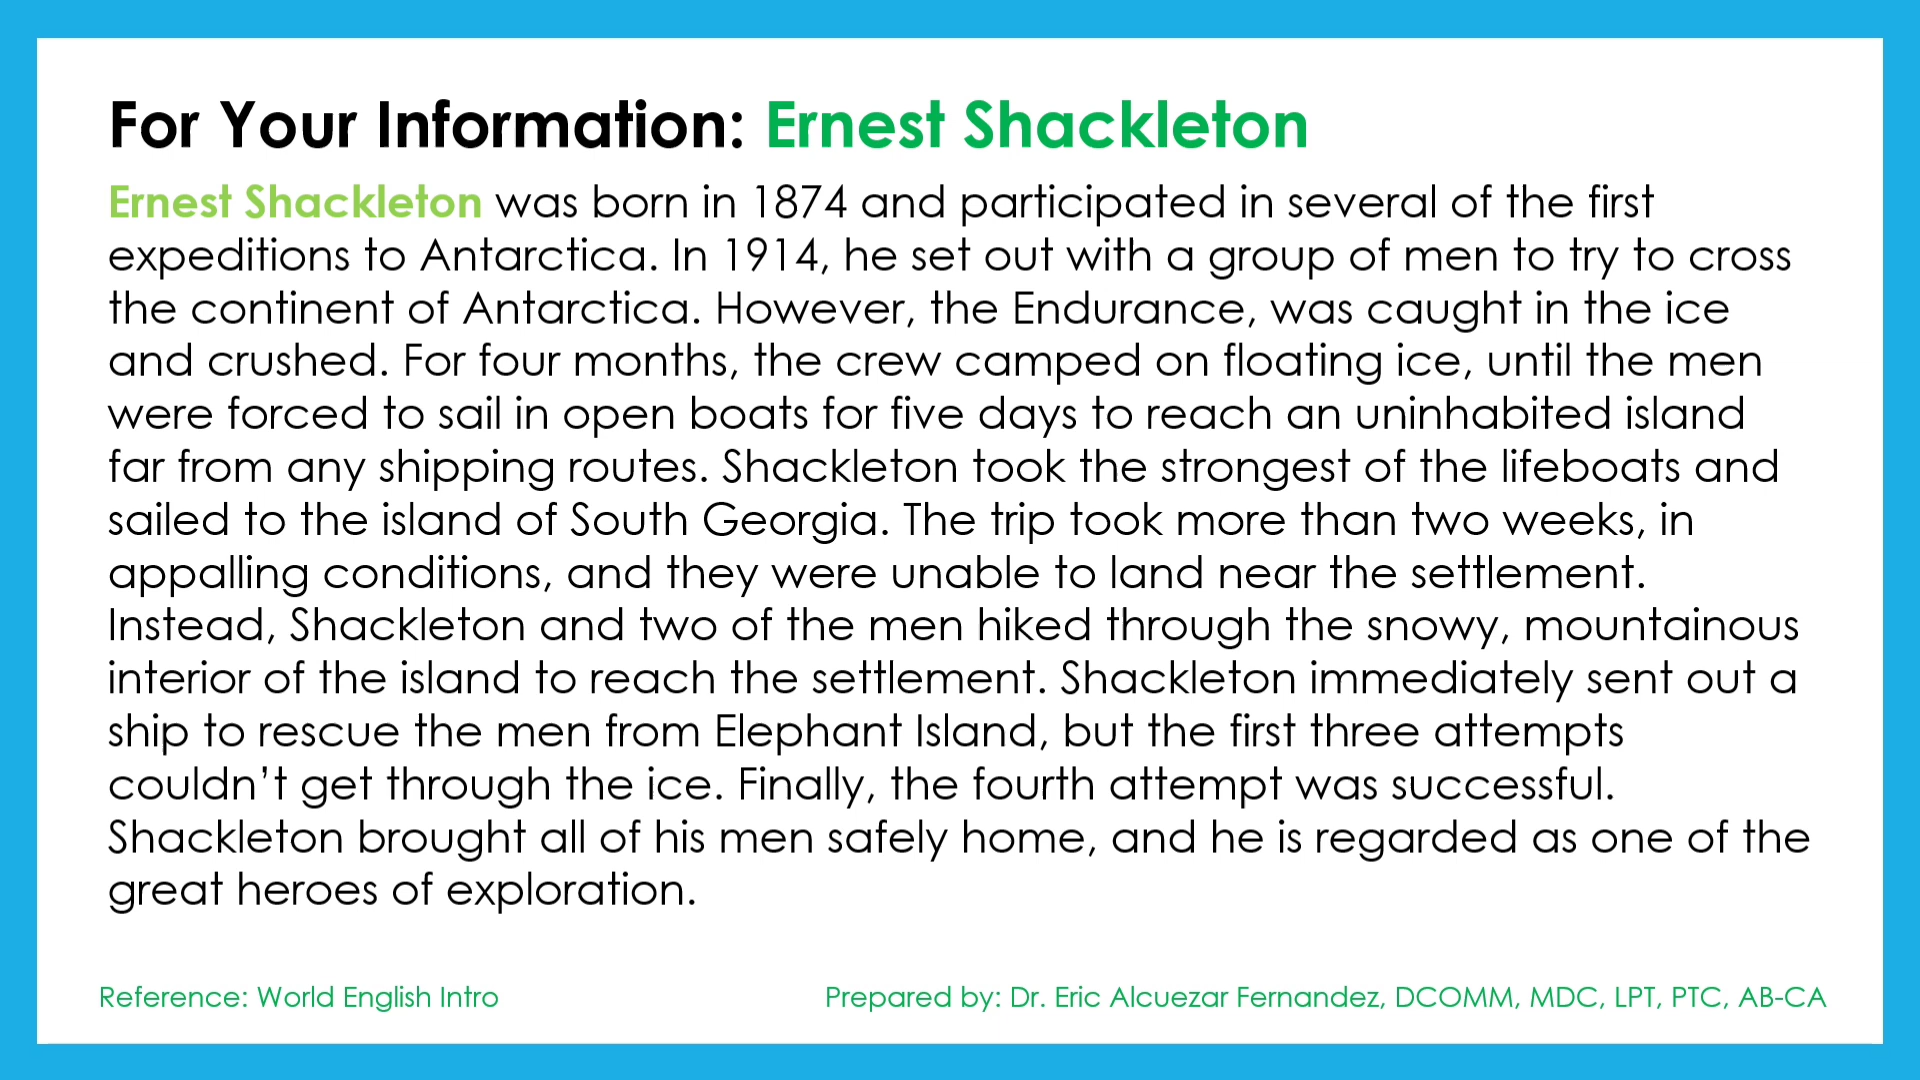 For Your Information: Ernest Shackleton
Ernest Shackleton was born in 1874 and participated in several of the first
expeditions to Antarctica. In 1914, he set out with a group of men to try to cross
the continent of Antarctica. However, the Endurance, was caught in the ice
and crushed. For four months, the crew camped on floating ice, until the men
were forced to sail in open boats for five days to reach an uninhabited island
far from any shipping routes. Shackleton took the strongest of the lifeboats and
sailed to the island of South Georgia. The trip took more than two weeks, in
appalling conditions, and they were unable to land near the settlement.
Instead, Shackleton and two of the men hiked through the snowy, mountainous
interior of the island to reach the settlement. Shackleton immediately sent out a
ship to rescue the men from Elephant Island, but the first three attempts
couldn’t get through the ice. Finally, the fourth attempt was successful.
Shackleton brought all of his men safely home, and he is regarded as one of the
great heroes of exploration.
Reference: World English Intro
Prepared by: Dr. Eric Alcuezar Fernandez, DCOMM, MDC, LPT, PTC, AB-CA